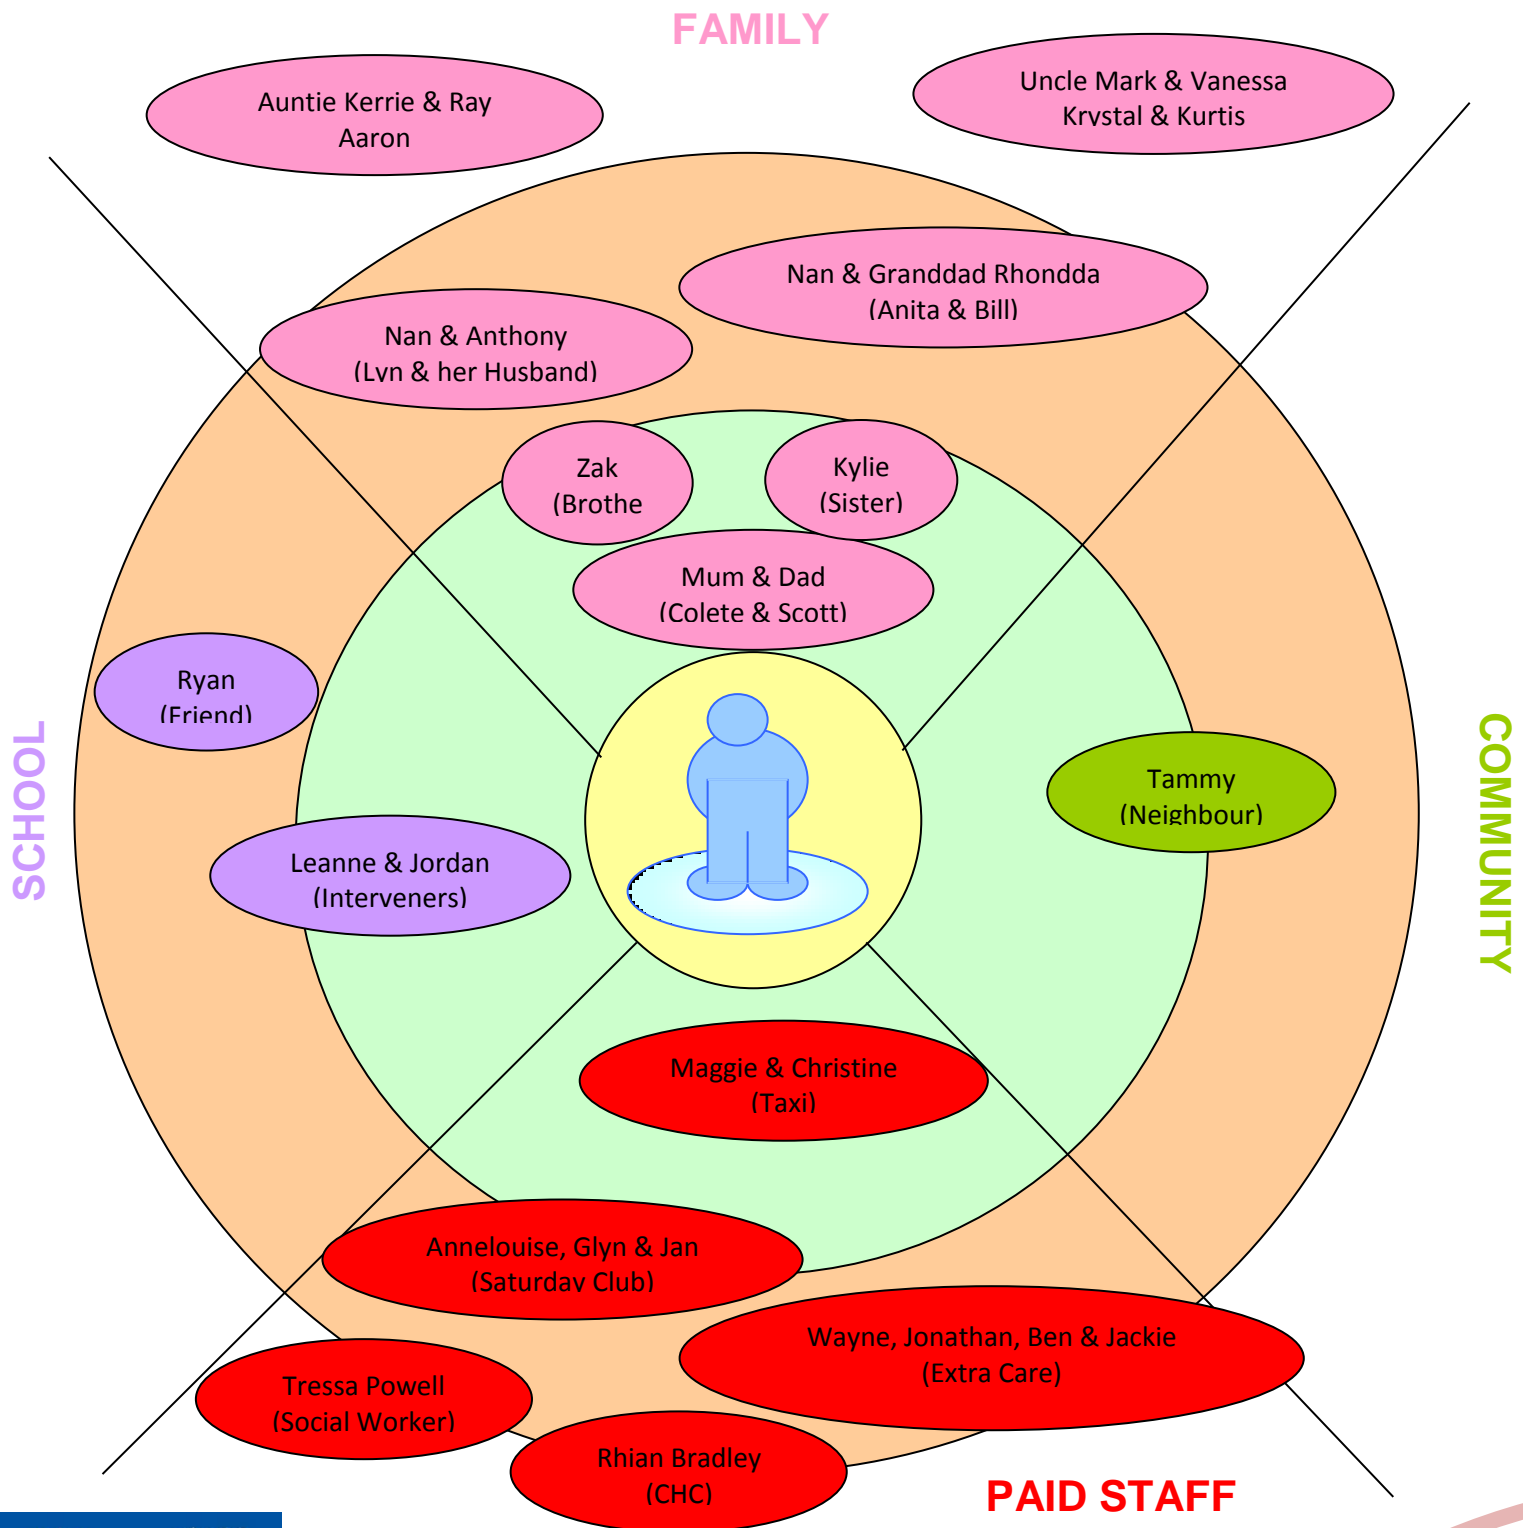 FAMILY
Auntie Kerrie & Ray
Aaron
Uncle Mark & Vanessa
Krystal & Kurtis
Nan & Granddad Rhondda
(Anita & Bill)
Nan & Anthony
(Lyn & her Husband)
Zak
(Brothe
Kylie
(Sister)
Mum & Dad
(Colete & Scott)
SCHOOL
Ryan
(Friend)
Leanne & Jordan
(Interveners)
COMMUNITY
Tammy
(Neighbour)
Maggie & Christine
(Taxi)
Annelouise, Glyn & Jan
(Saturday Club)
Wayne, Jonathan, Ben & Jackie
(Extra Care)
Tressa Powell
(Social Worker)
Rhian Bradley
(CHC)
PAID STAFF